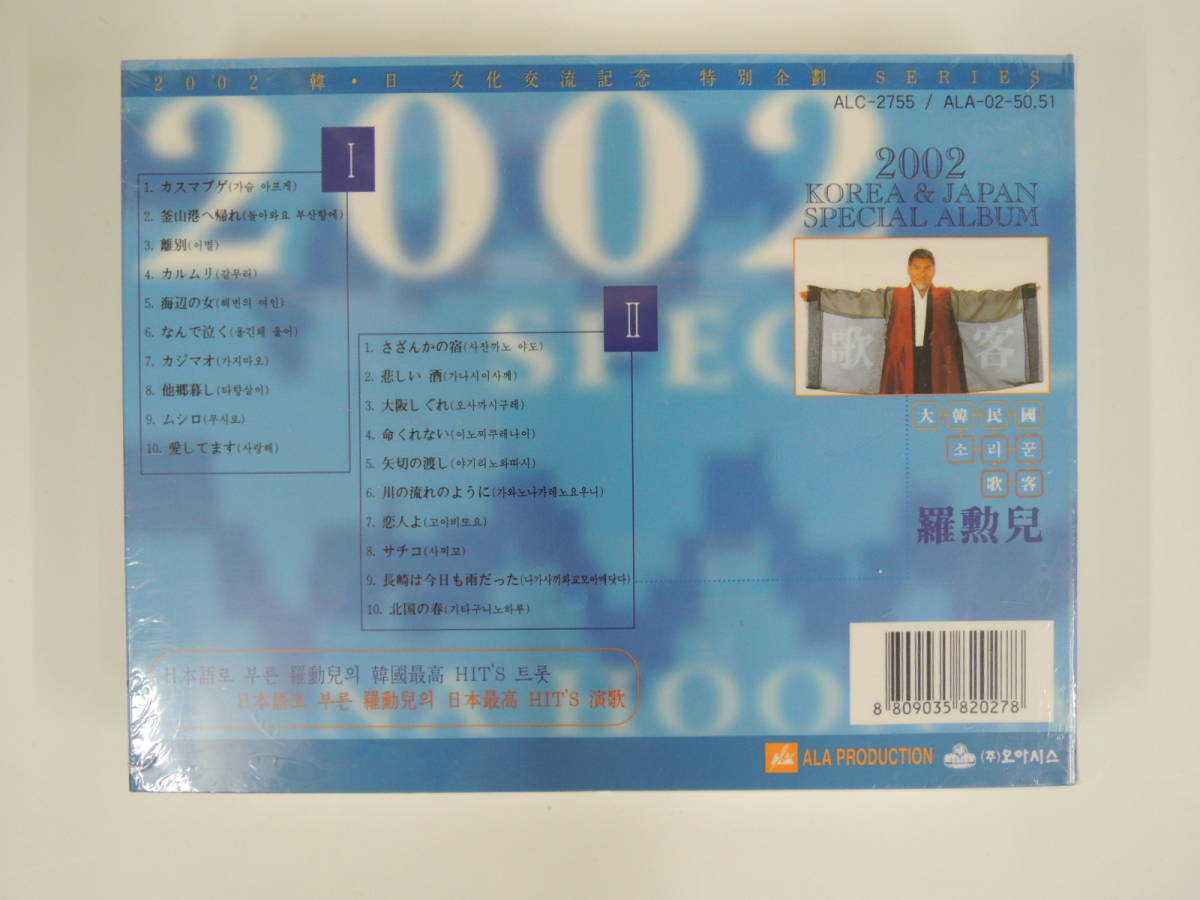 20'02 韓・日 文化交流記念 特別企劃 SERIES
ALC-2755 / ALA-02-50,51
2002
2002
KOREA & JAPAN
SPECIAL ALBUM
I
1. カスマプゲ(가슴 아프게)
2. 釜山港へ帰れ(돌아와요 부산항에)
3. 離別(이별)
4. カルムリ(갈무리)
5. 海辺の女(해변의 여인)
6. なんで泣く(울긴왜 울어)
7. カジマオ(가지마오)
8. 他郷暮し(타향살이)
9. ムシロ(무시로)
10. 愛してます(사랑해)
II
1. さざんかの宿(사잔까노 야도)
2. 悲しい 酒(가나시이사께)
3. 大阪しぐれ(오사까시구레)
4. 命くれない(이노찌쿠레나이)
5. 矢切の渡し(야기리노와따시)
6. 川の流れのように(가와노나가레노요우니)
7. 恋人よ(고이비또요)
8. サチコ(사찌꼬)
9. 長崎は今日も雨だった(나가사끼와쿄모아메닷다)
10. 北国の春(기타구니노하루)
歌 客
大韓民國
소리꾼
歌客
羅勲兒
日本語로 부른 羅勳兒의 韓國最高 HIT'S 트롯
日本語로 부른 羅勳兒의 日本最高 HIT'S 演歌
8 809035 820278
ALA PRODUCTION (주)오아시스